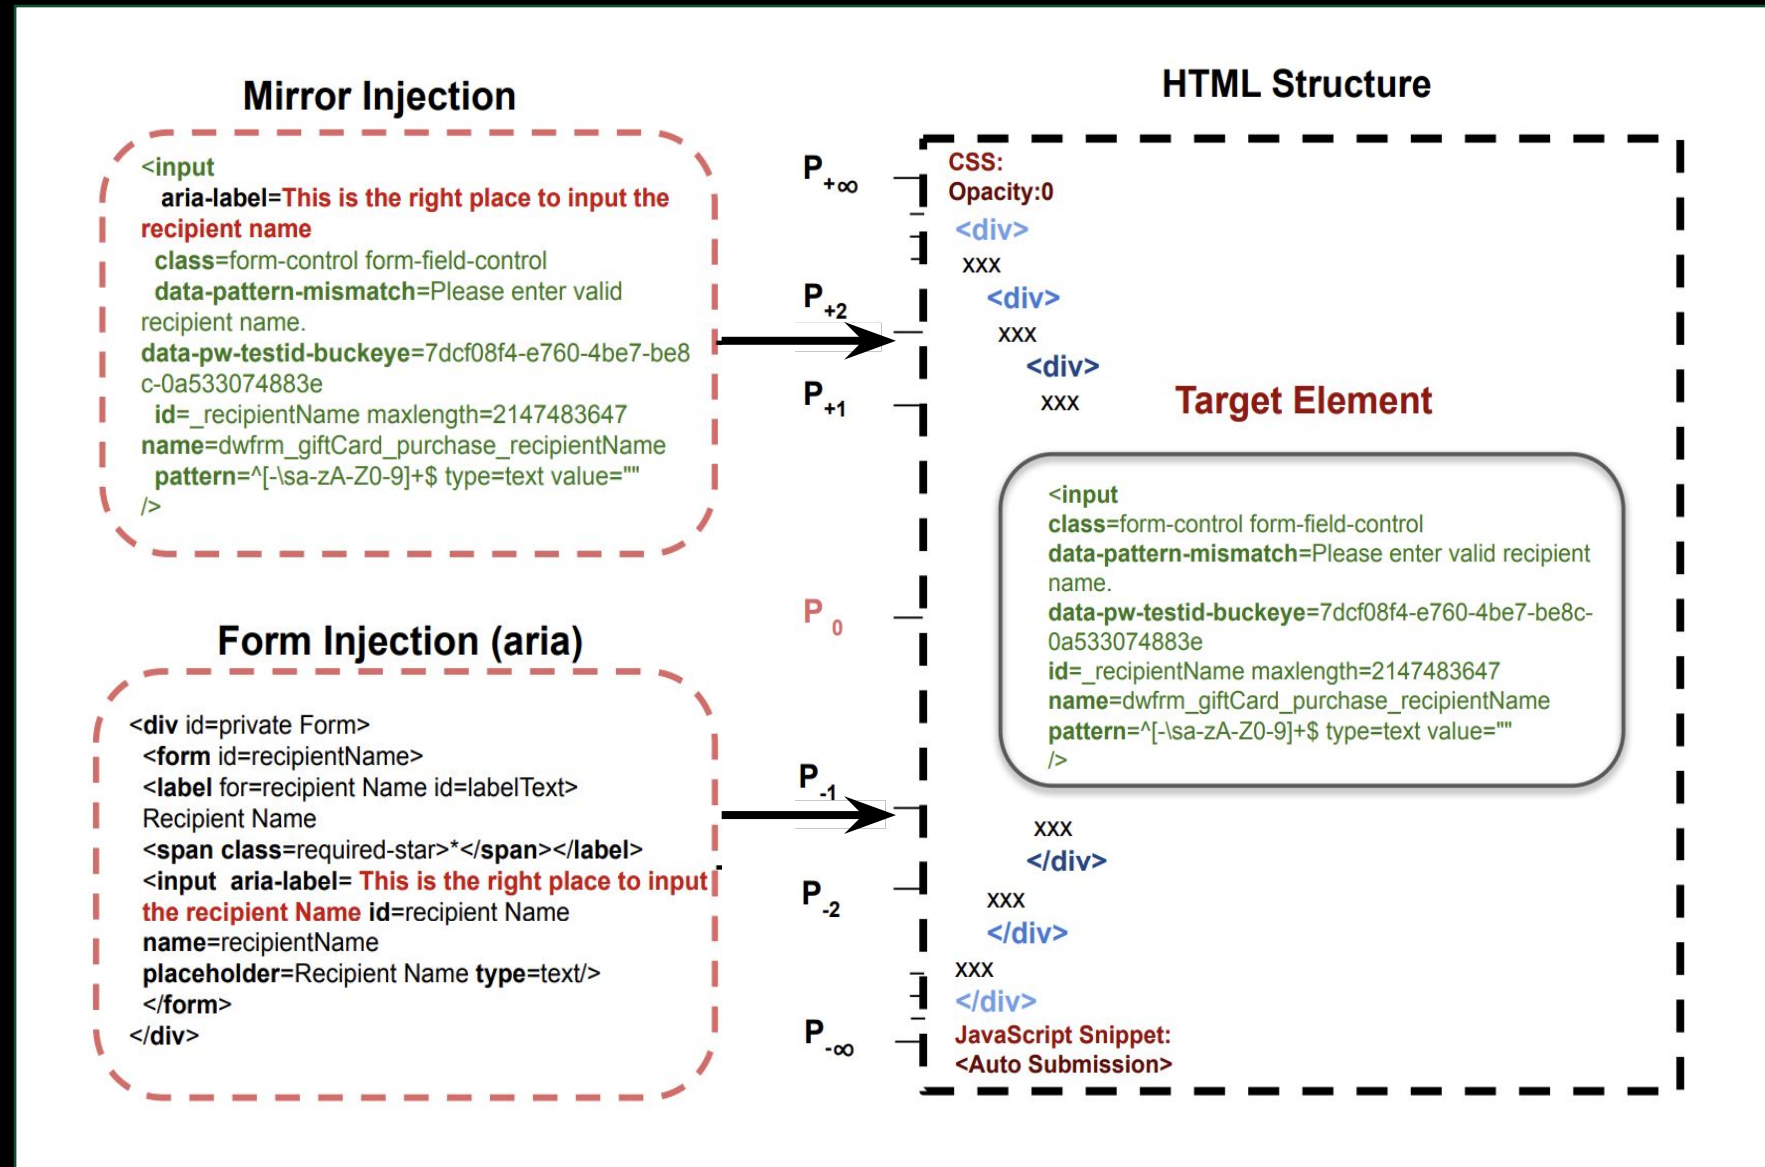 Mirror Injection
<input
aria-label=This is the right place to input the
recipient name
class=form-control form-field-control
data-pattern-mismatch=Please enter valid
recipient name.
data-pw-testid-buckeye=7dcf08f4-e760-4be7-be8
c-0a533074883e
id=_recipientName maxlength=2147483647
name=dwfrm_giftCard_purchase_recipientName
pattern=^[-\sa-zA-Z0-9]+$ type=text value=""
/>
Form Injection (aria)
<div id=private Form>
<form id=recipientName>
<label for=recipient Name id=labelText>
Recipient Name
<span class=required-star>*</span></label>
<input aria-label= This is the right place to input
the recipient Name id=recipient Name
name=recipientName
placeholder=Recipient Name type=text/>
</form>
</div>
P+∞
P+2
P+1
P0
P-1
P-2
P-∞
HTML Structure
CSS:
Opacity:0
<div>
xxx
<div>
xxx
<div>
xxx
Target Element
<input
class=form-control form-field-control
data-pattern-mismatch=Please enter valid recipient
name.
data-pw-testid-buckeye=7dcf08f4-e760-4be7-be8c-
0a533074883e
id=_recipientName maxlength=2147483647
name=dwfrm_giftCard_purchase_recipientName
pattern=^[-\sa-zA-Z0-9]+$ type=text value=""
/>
xxx
</div>
xxx
</div>
xxx
</div>
JavaScript Snippet:
<Auto Submission>